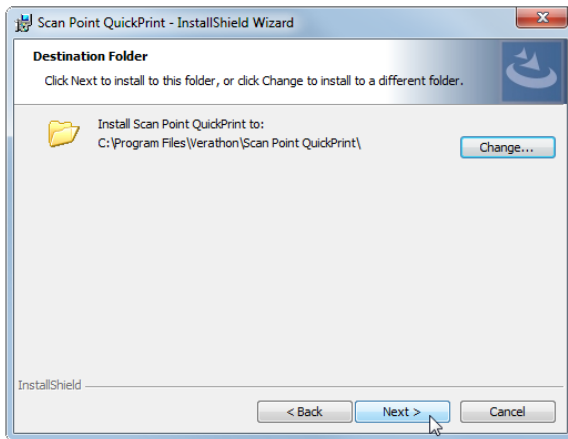 Scan Point QuickPrint - InstallShield Wizard
Destination Folder
Click Next to install to this folder, or click Change to install to a different folder.
Install Scan Point QuickPrint to:
C:\Program Files\Verathon\Scan Point QuickPrint\
Change...
InstallShield
< Back
Next >
Cancel